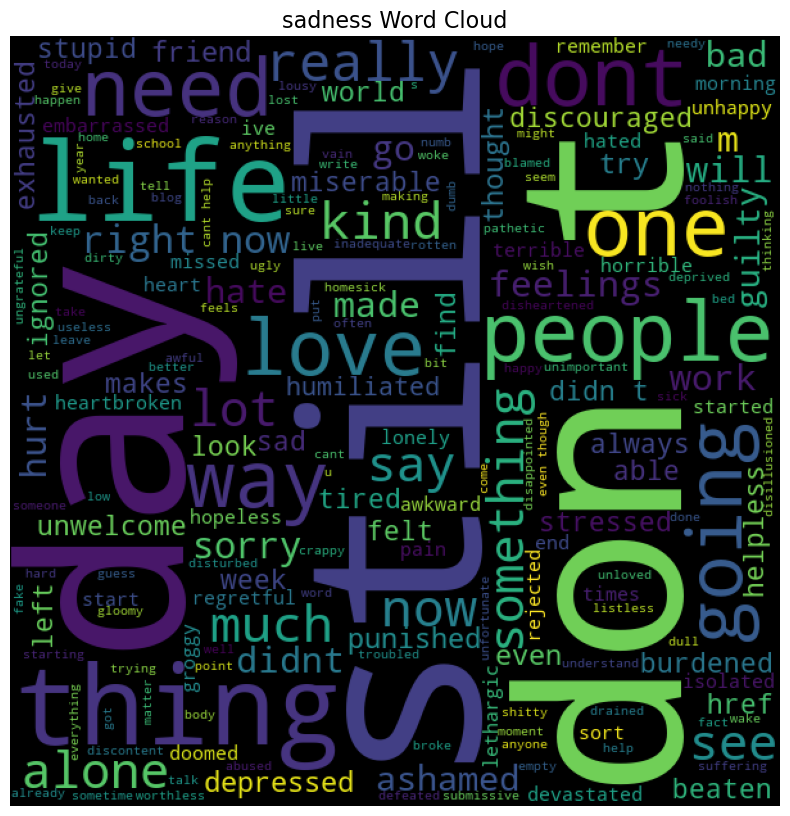 sadness Word Cloud
stupid
friend
really
dont
remember
needy
hope
bad
today
need
world
s
morning
give
happen
lousy
lost
reason
unhappy
discouraged
exhausted
embarrassed
ive
go
thought
might
hated
said
m
home
school
anything
vain
numb
woke
write
blamed
try
will
year
life
still
miserable
seem
nothing
foolish
wanted
tell
cant help
little
making
dumb
pathetic
back
blog
sure
kind
don t
one
guilty
thinking
keep
right now
live
inadequate
rotten
terrible
horrible
dirty
missed
ugly
wish
deprived
ungrateful
ignored
heart
hate
homesick
feelings
bed
take
feels
put
made
find
disheartened
useless
often
leave
day
love
people
let
awful
bit
happy
unimportant
used
better
makes
humiliated
didn t
work
sick
hurt
heartbroken
lot
started
look
sad
cant
lonely
something
disappointed
even though
always
going
way
u
say
come
able
helpless
disillusioned
someone
low
tired
awkward
unwelcome
hopeless
crappy
felt
stressed
done
sorry
pain
end
hard
guess
disturbed
rejected
unloved
fake
left
start
gloomy
week
regretful
word
now
unfortunate
times
listless
much
punished
dull
starting
groggy
well
didnt
troubled
even
understand
burdened
trying
point
thing
lethargic
isolated
matter
everything
got
body
shitty
drained
href
moment
fact
wake
discontent
doomed
broke
anyone
sort
see
alone
talk
abused
depressed
ashamed
empty
help
suffering
already
sometime
worthless
defeated
submissive
devastated
beaten